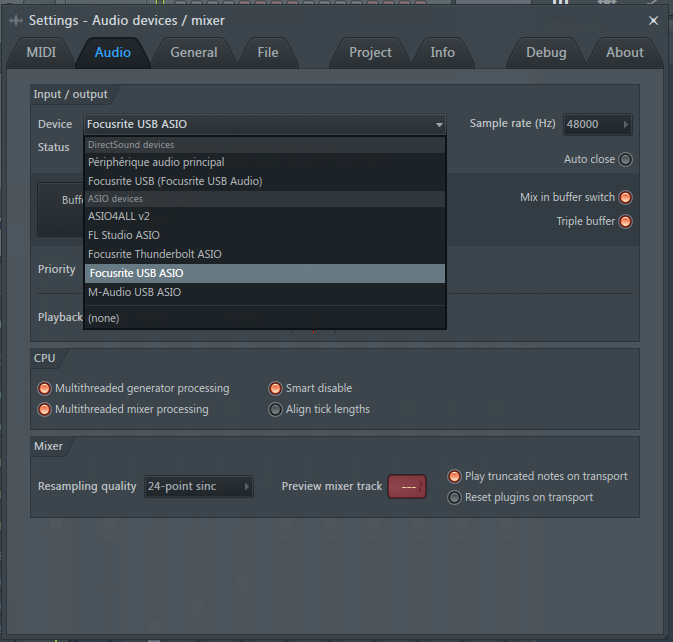 Settings - Audio devices / mixer
MIDI Audio General File Project Info Debug About
Input / output
Device Focusrite USB ASIO Sample rate (Hz) 48000
Status
DirectSound devices
Périphérique audio principal
Auto close
Focusrite USB (Focusrite USB Audio)
ASIO devices
Mix in buffer switch
ASIO4ALL v2
Triple buffer
FL Studio ASIO
Focusrite Thunderbolt ASIO
Priority
Focusrite USB ASIO
M-Audio USB ASIO
Playback
(none)
CPU
Multithreaded generator processing Smart disable
Multithreaded mixer processing Align tick lengths
Mixer
Resampling quality 24-point sinc Preview mixer track --- Play truncated notes on transport
Reset plugins on transport